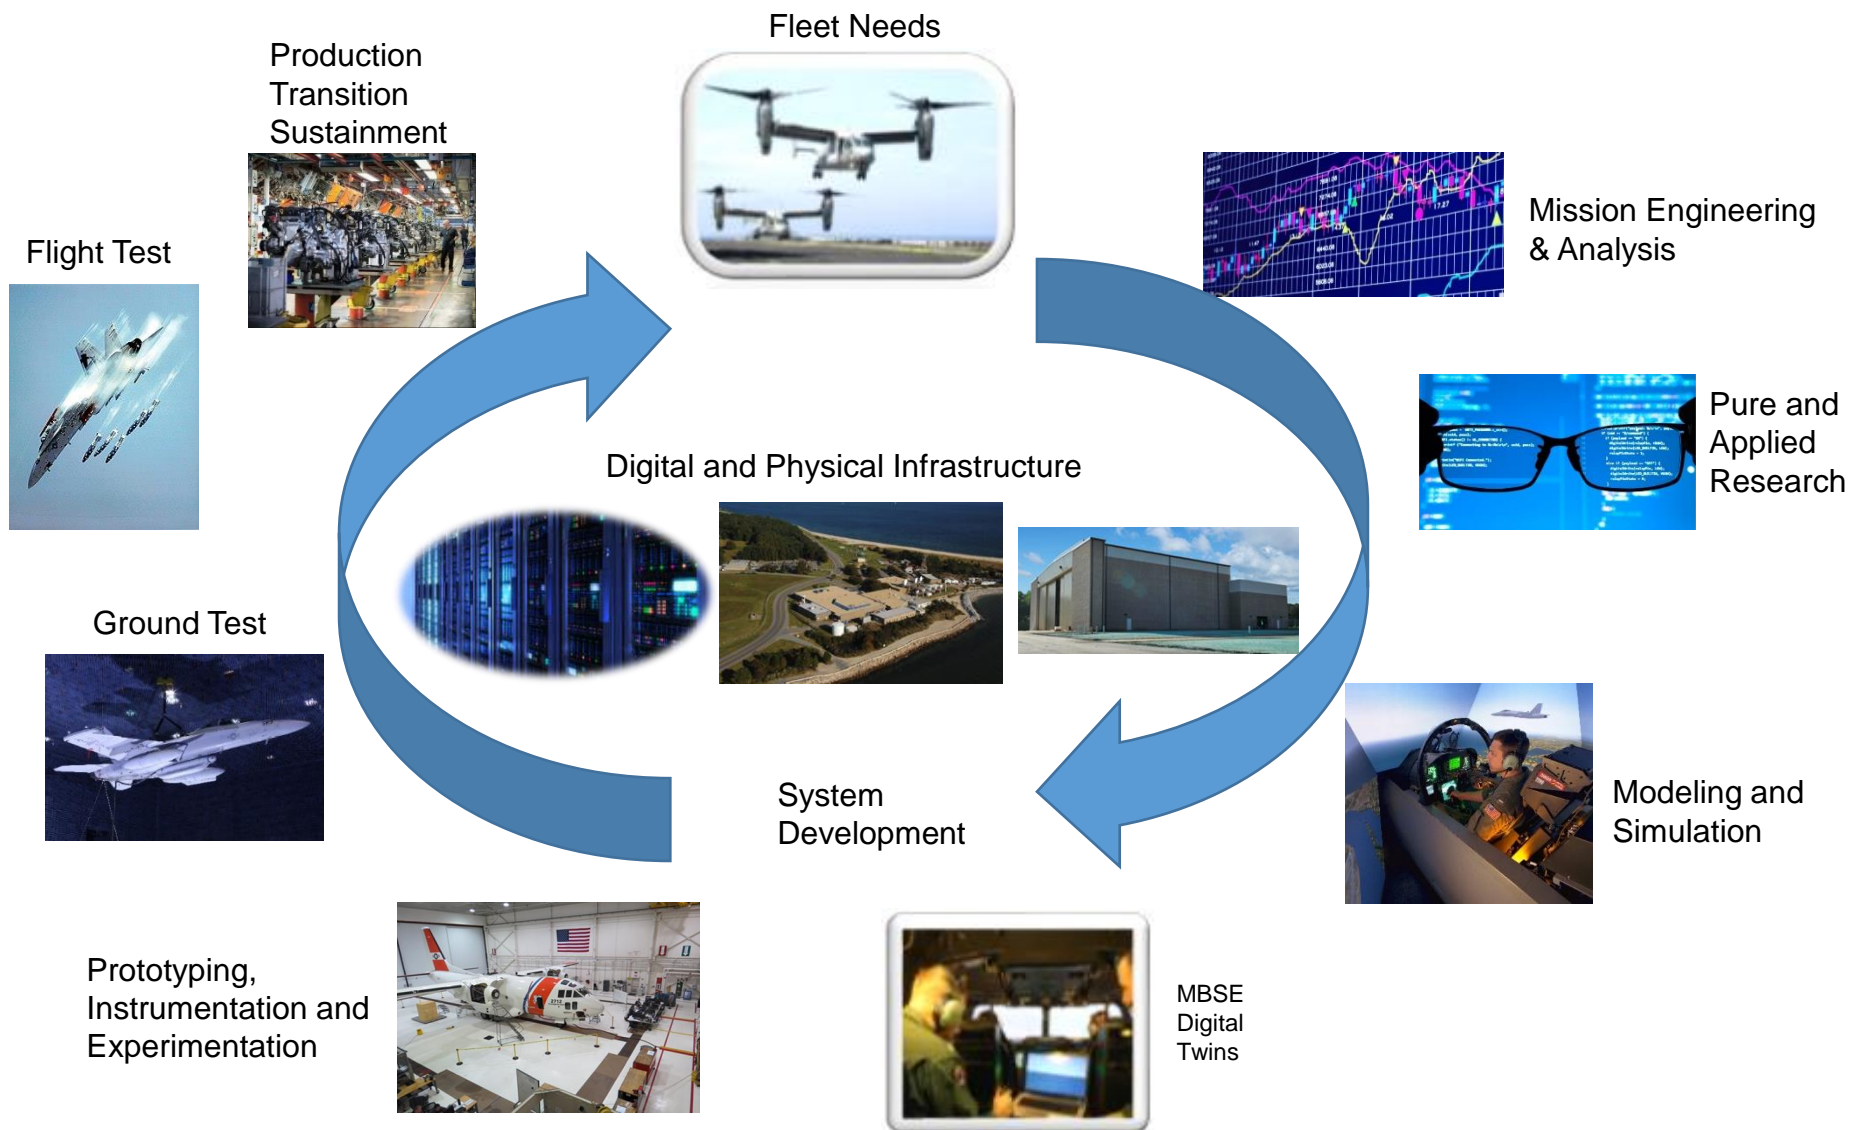 Fleet Needs
Production
Transition
Sustainment
Mission Engineering
& Analysis
Flight Test
Pure and
Applied
Research
Digital and Physical Infrastructure
Ground Test
System
Development
Modeling and
Simulation
Prototyping,
Instrumentation and
Experimentation
MBSE
Digital
Twins